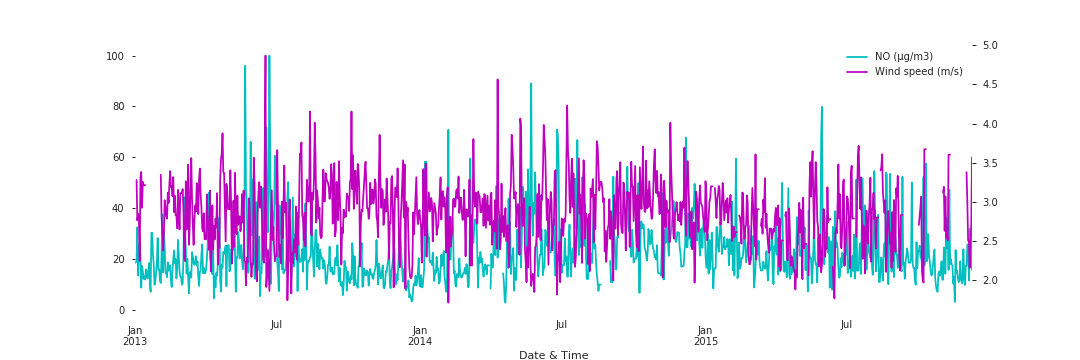 5.0
100
NO (μg/m3)
Wind speed (m/s)
4.5
80
4.0
60
3.5
40
3.0
2.5
20
2.0
0
Jan
2013
Jul
Jan
2014
Jul
Jan
2015
Jul
Date & Time